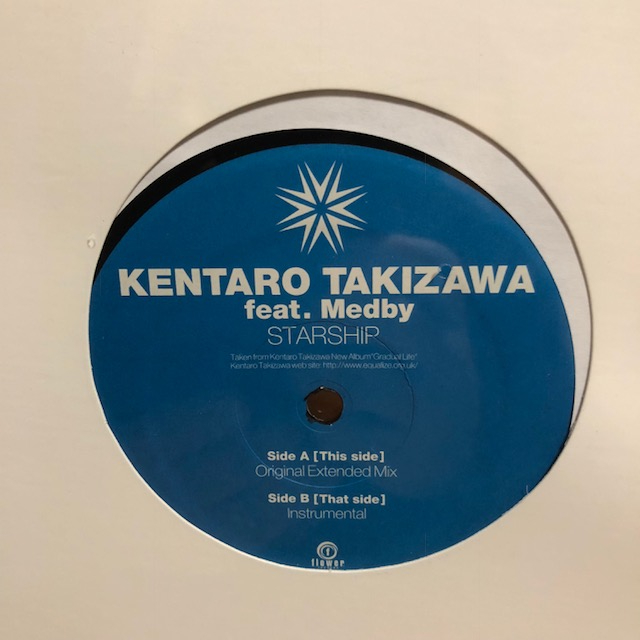 KENTARO TAKIZAWA
feat. Medby
STARSHIP
Taken from Kentaro Takizawa New Album "Gradual Life"
Kentaro Takizawa web site: http://www.equalize.org.uk/
Side A [This side]
Original Extended Mix
Side B [That side]
Instrumental
flower